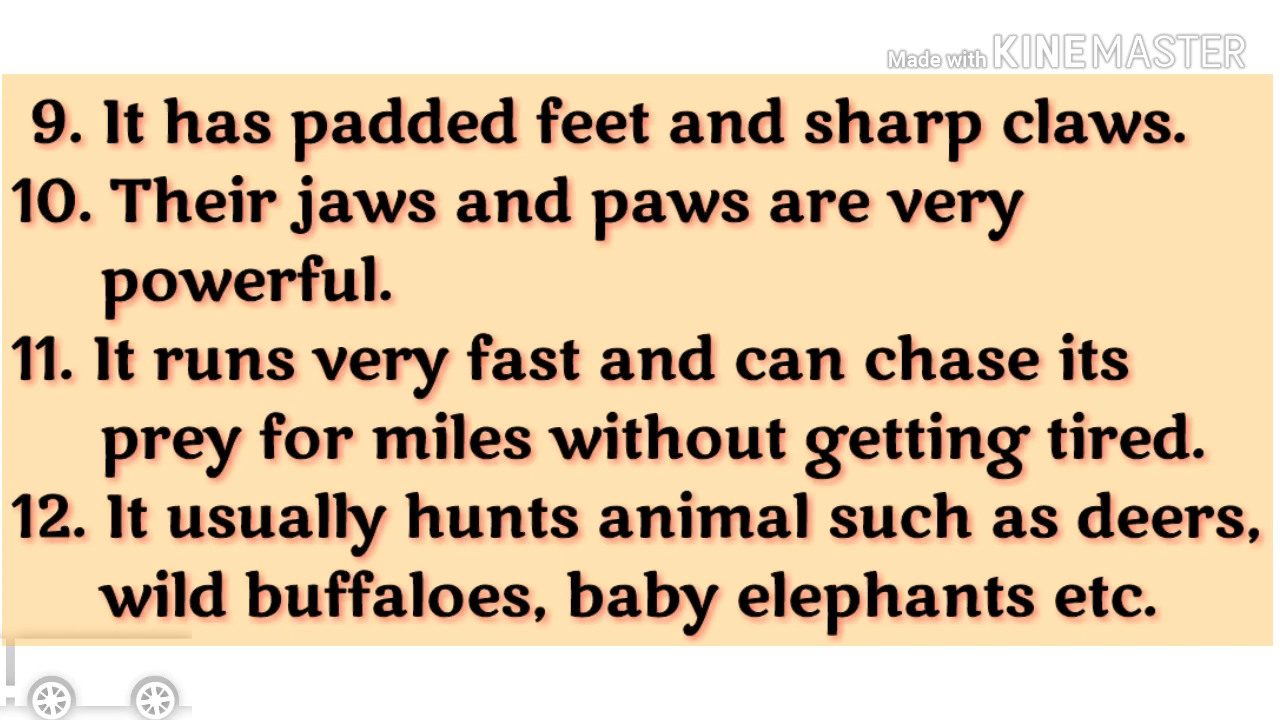 Made with KINEMASTER
9. It has padded feet and sharp claws.
10. Their jaws and paws are very
powerful.
11. It runs very fast and can chase its
prey for miles without getting tired.
12. It usually hunts animal such as deers,
wild buffaloes, baby elephants etc.